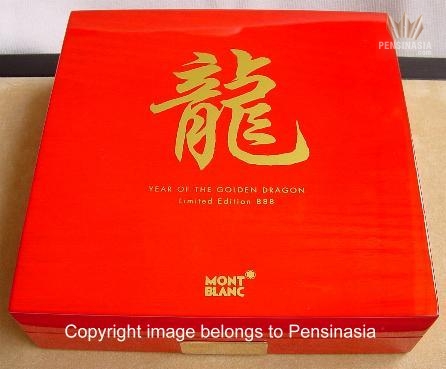 PENSINASIA
龍
YEAR OF THE GOLDEN DRAGON
Limited Edition 888
MONT
BLANC
Copyright image belongs to Pensinasia